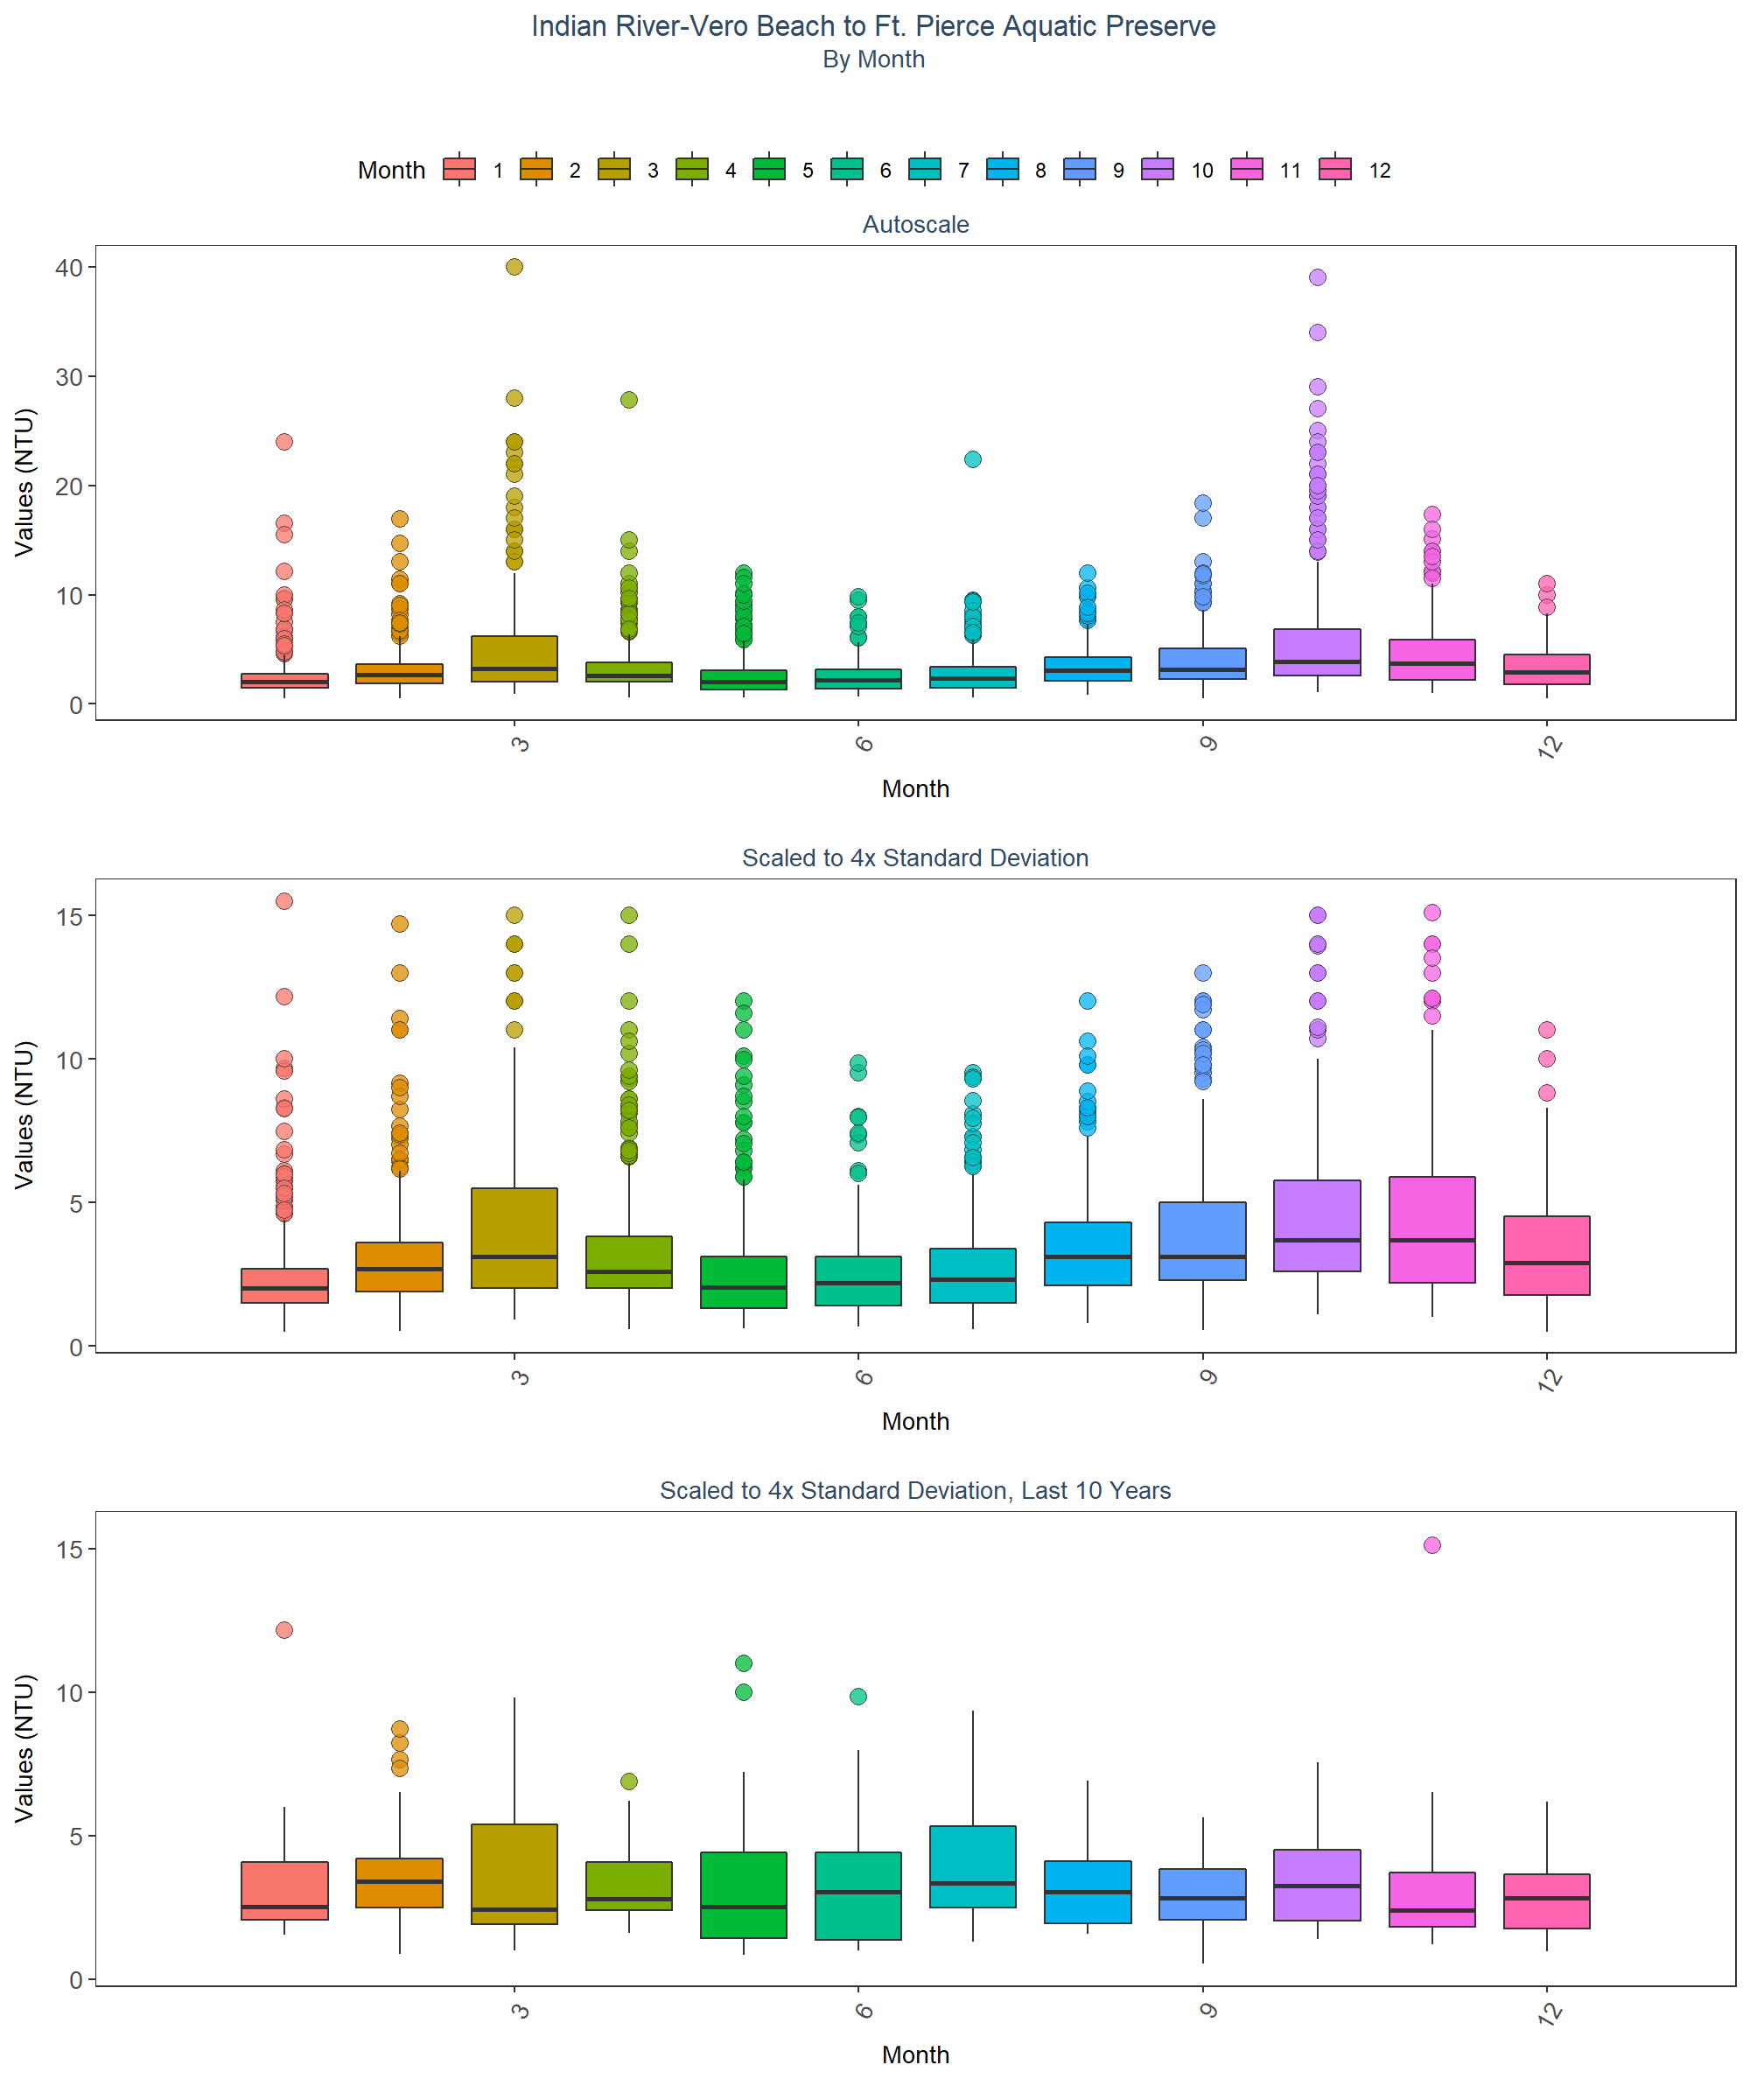 Indian River-Vero Beach to Ft. Pierce Aquatic Preserve
By Month
Month 1 2 3 4 5 6 7 8 9 10 11 12
Autoscale
Values (NTU)
40
30
20
10
0
3 6 9 12
Month
Scaled to 4x Standard Deviation
Values (NTU)
15
10
5
0
3 6 9 12
Month
Scaled to 4x Standard Deviation, Last 10 Years
Values (NTU)
15
10
5
0
3 6 9 12
Month